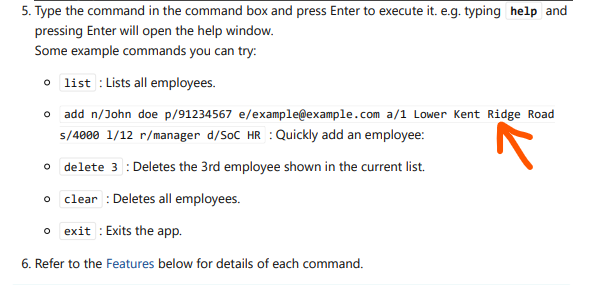 5. Type the command in the command box and press Enter to execute it. e.g. typing help and
pressing Enter will open the help window.
Some example commands you can try:
list : Lists all employees.
add n/John doe p/91234567 e/example@example.com a/1 Lower Kent Ridge Road
s/4000 l/12 r/manager d/SoC HR : Quickly add an employee:
delete 3 : Deletes the 3rd employee shown in the current list.
clear : Deletes all employees.
exit : Exits the app.
6. Refer to the Features below for details of each command.